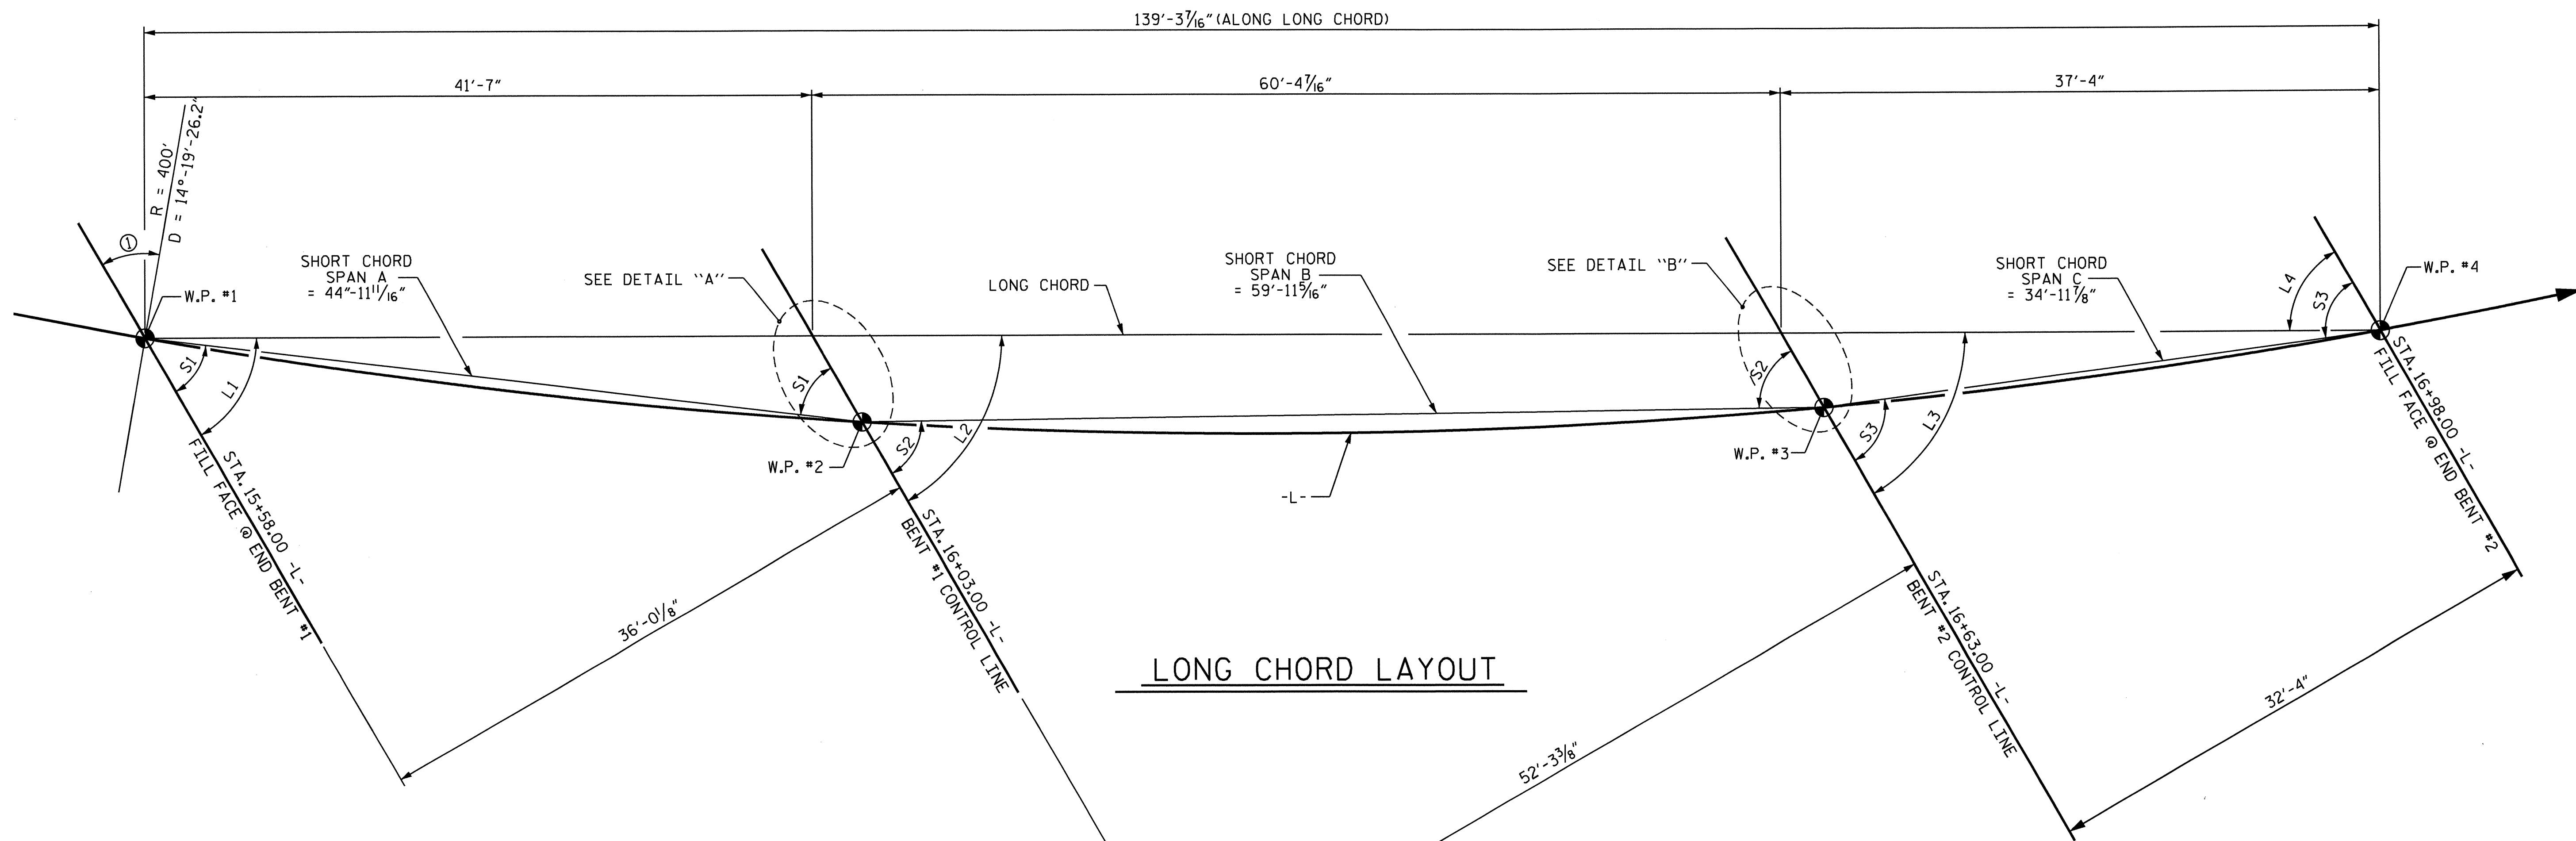 139'-3 7/16" (ALONG LONG CHORD)
41'-7"
60'-4 7/16"
37'-4"
R = 400'
D = 14°-19'-26.2"
1
SHORT CHORD
SPAN A
= 44"-11 11/16"
W.P. #1
SEE DETAIL "A"
LONG CHORD
SHORT CHORD
SPAN B
= 59'-11 5/16"
SEE DETAIL "B"
SHORT CHORD
SPAN C
= 34'-11 7/8"
L4
S3
W.P. #4
S1
L1
S1
W.P. #2
S2
L2
S2
W.P. #3
S3
L3
-L-
STA. 15+58.00 -L-
FILL FACE @ END BENT #1
STA. 16+03.00 -L-
BENT #1 CONTROL LINE
STA. 16+63.00 -L-
BENT #2 CONTROL LINE
STA. 16+98.00 -L-
FILL FACE @ END BENT #2
36'-0 1/8"
52'-3 3/8"
32'-4"
LONG CHORD LAYOUT